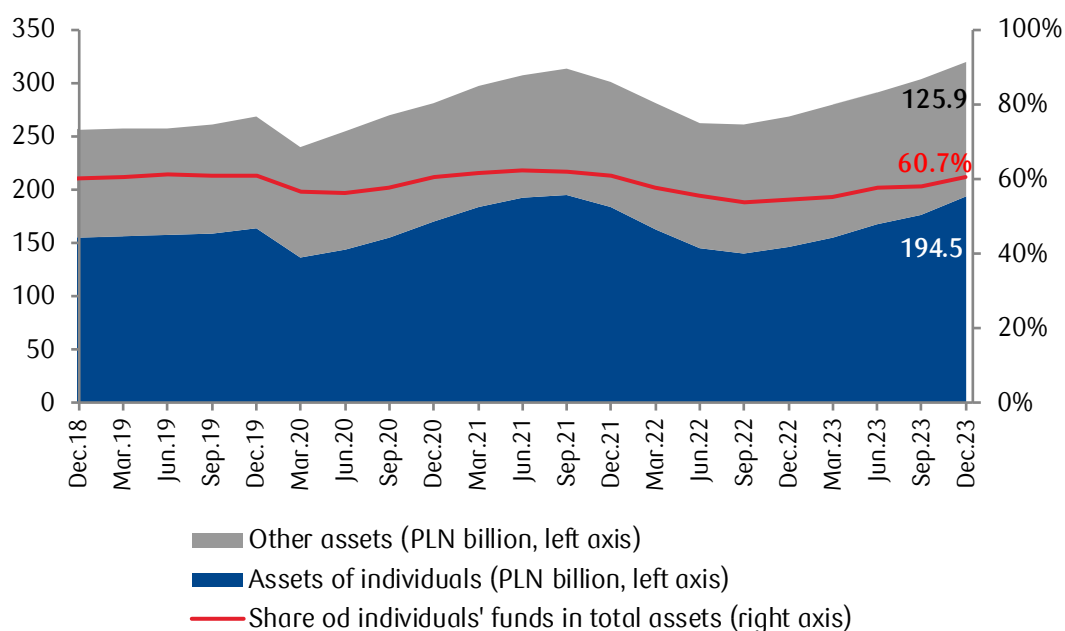 350
300
250
200
150
100
50
0
100%
80%
60%
40%
20%
0%
125.9
60.7%
194.5
Dec.18
Mar.19
Jun.19
Sep.19
Dec.19
Mar.20
Jun.20
Sep.20
Dec.20
Mar.21
Jun.21
Sep.21
Dec.21
Mar.22
Jun.22
Sep.22
Dec.22
Mar.23
Jun.23
Sep.23
Dec.23
Other assets (PLN billion, left axis)
Assets of individuals (PLN billion, left axis)
Share od individuals' funds in total assets (right axis)